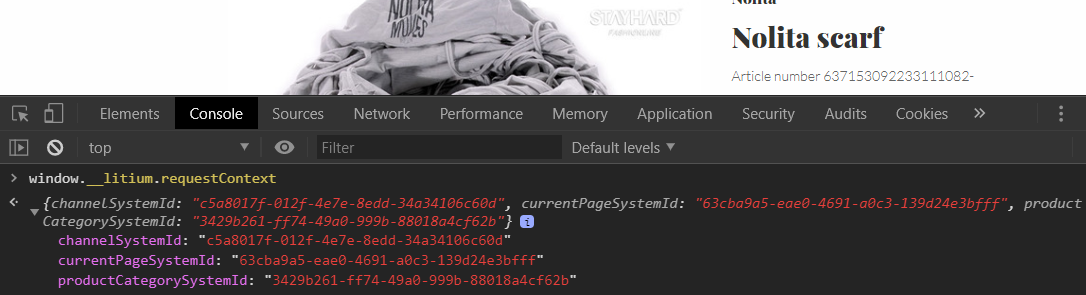 Nolita
NOLITA
MOVES
STAYHARD
FASHIONLINE
Nolita scarf
Article number 637153092233111082-
Elements Console Sources Network Performance Memory Application Security Audits Cookies »
top Filter Default levels
window.__litium.requestContext
{channelSystemId: "c5a8017f-012f-4e7e-8edd-34a34106c60d", currentPageSystemId: "63cba9a5-eae0-4691-a0c3-139d24e3bfff", product
CategorySystemId: "3429b261-ff74-49a0-999b-88018a4cf62b"} i
channelSystemId: "c5a8017f-012f-4e7e-8edd-34a34106c60d"
currentPageSystemId: "63cba9a5-eae0-4691-a0c3-139d24e3bfff"
productCategorySystemId: "3429b261-ff74-49a0-999b-88018a4cf62b"